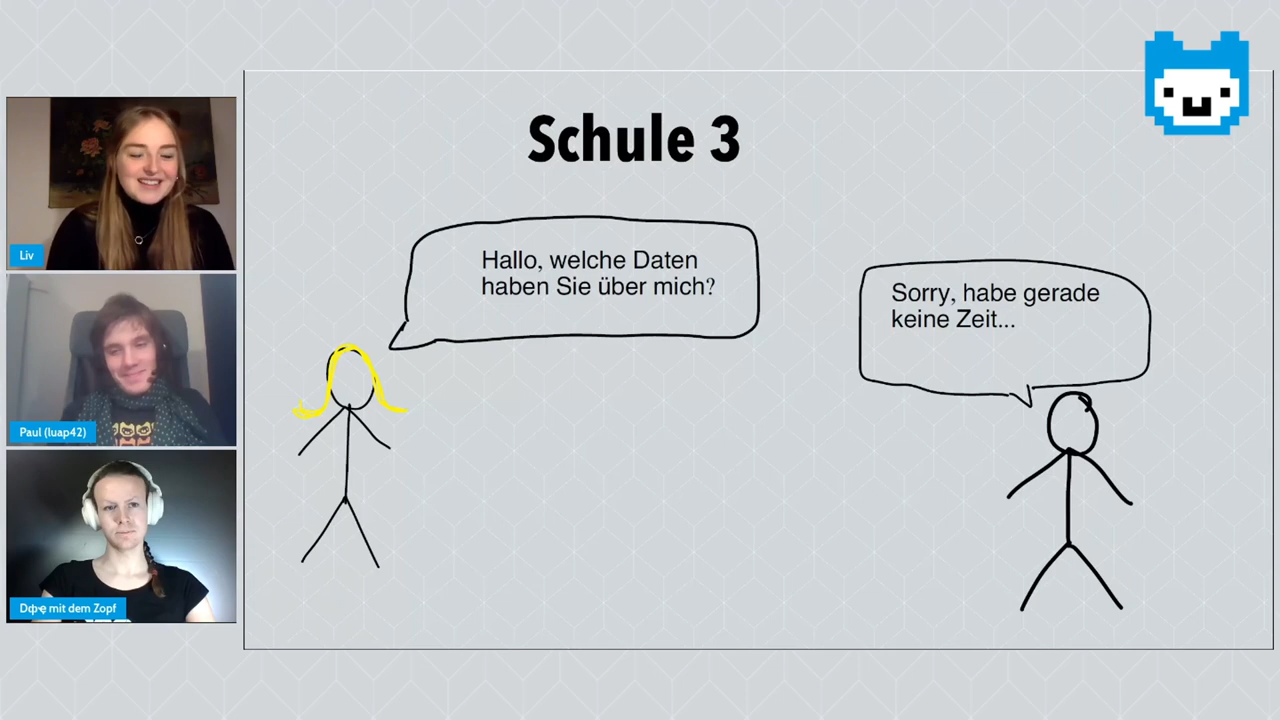 Schule 3
Hallo, welche Daten
haben Sie über mich?
Sorry, habe gerade
keine Zeit...
Liv
Paul (luap42)
Dфę mit dem Zopf